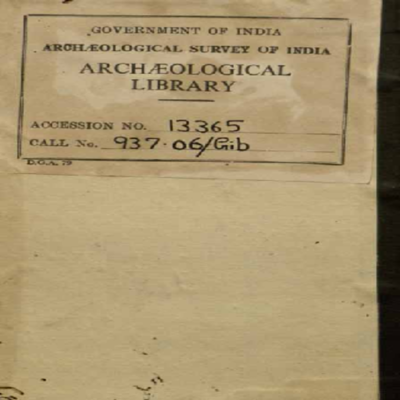 GOVERNMENT OF INDIA
ARCHÆOLOGICAL SURVEY OF INDIA
ARCHÆOLOGICAL
LIBRARY
ACCESSION NO. 13365
CALL No. 937.06/Gib
D.G.A. 79